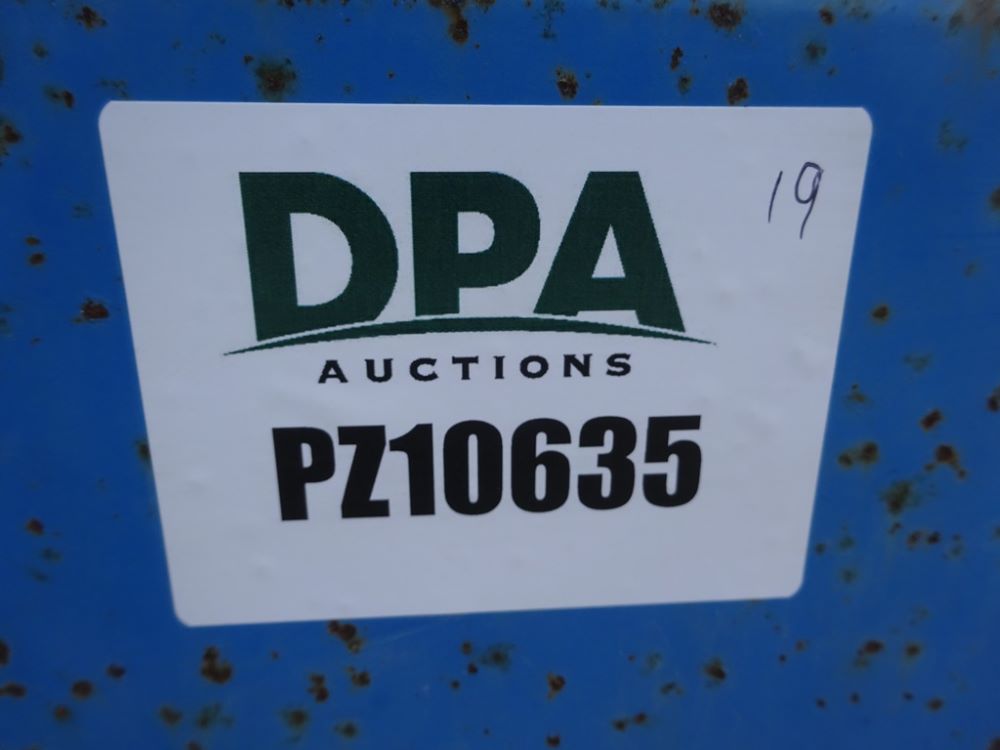 DPA
AUCTIONS
PZ10635
19